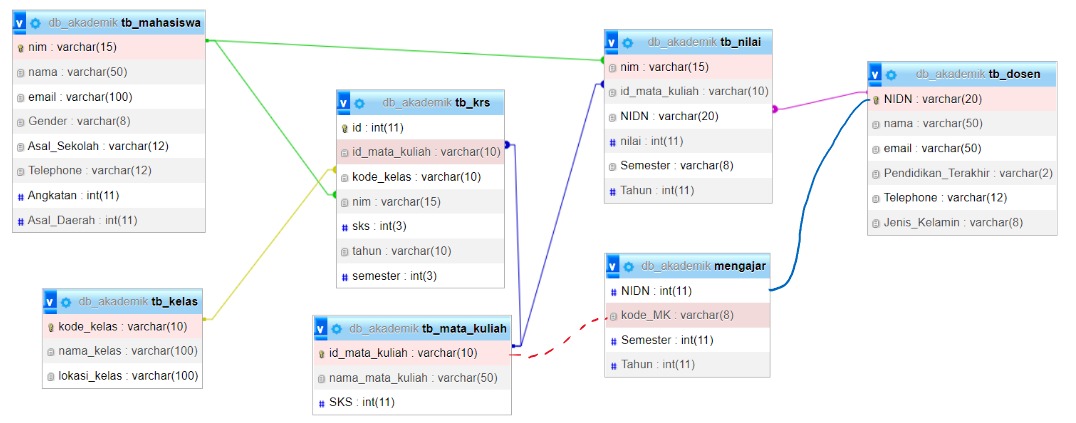 db_akademik tb_mahasiswa
nim : varchar(15)
nama : varchar(50)
email : varchar(100)
Gender : varchar(8)
Asal_Sekolah : varchar(12)
Telephone : varchar(12)
Angkatan : int(11)
Asal_Daerah : int(11)
db_akademik tb_kelas
kode_kelas : varchar(10)
nama_kelas : varchar(100)
lokasi_kelas : varchar(100)
db_akademik tb_krs
id : int(11)
id_mata_kuliah : varchar(10)
kode_kelas : varchar(10)
nim : varchar(15)
sks : int(3)
tahun : varchar(10)
semester : int(3)
db_akademik tb_mata_kuliah
id_mata_kuliah : varchar(10)
nama_mata_kuliah : varchar(50)
SKS : int(11)
db_akademik tb_nilai
nim : varchar(15)
id_mata_kuliah : varchar(10)
NIDN : varchar(20)
nilai : int(11)
Semester : varchar(8)
Tahun : int(11)
db_akademik mengajar
NIDN : int(11)
kode_MK : varchar(8)
Semester : int(11)
Tahun : int(11)
db_akademik tb_dosen
NIDN : varchar(20)
nama : varchar(50)
email : varchar(50)
Pendidikan_Terakhir : varchar(2)
Telephone : varchar(12)
Jenis_Kelamin : varchar(8)